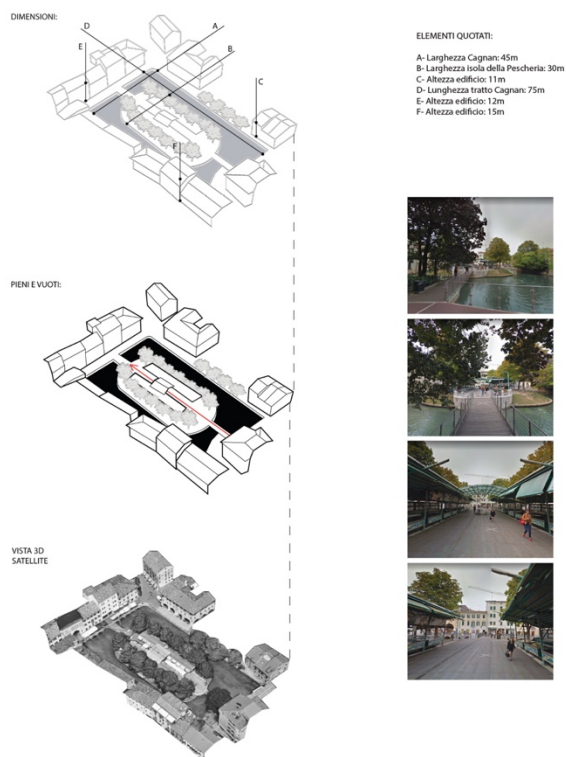 DIMENSIONI:
D
A
B
E
C
F
ELEMENTI QUOTATI:
A- Larghezza Cagnan: 45m
B- Larghezza isola della Pescheria: 30m
C- Altezza edificio: 11m
D- Lunghezza tratto Cagnan: 75m
E- Altezza edificio: 12m
F- Altezza edificio: 15m
PIENI E VUOTI:
VISTA 3D
SATELLITE